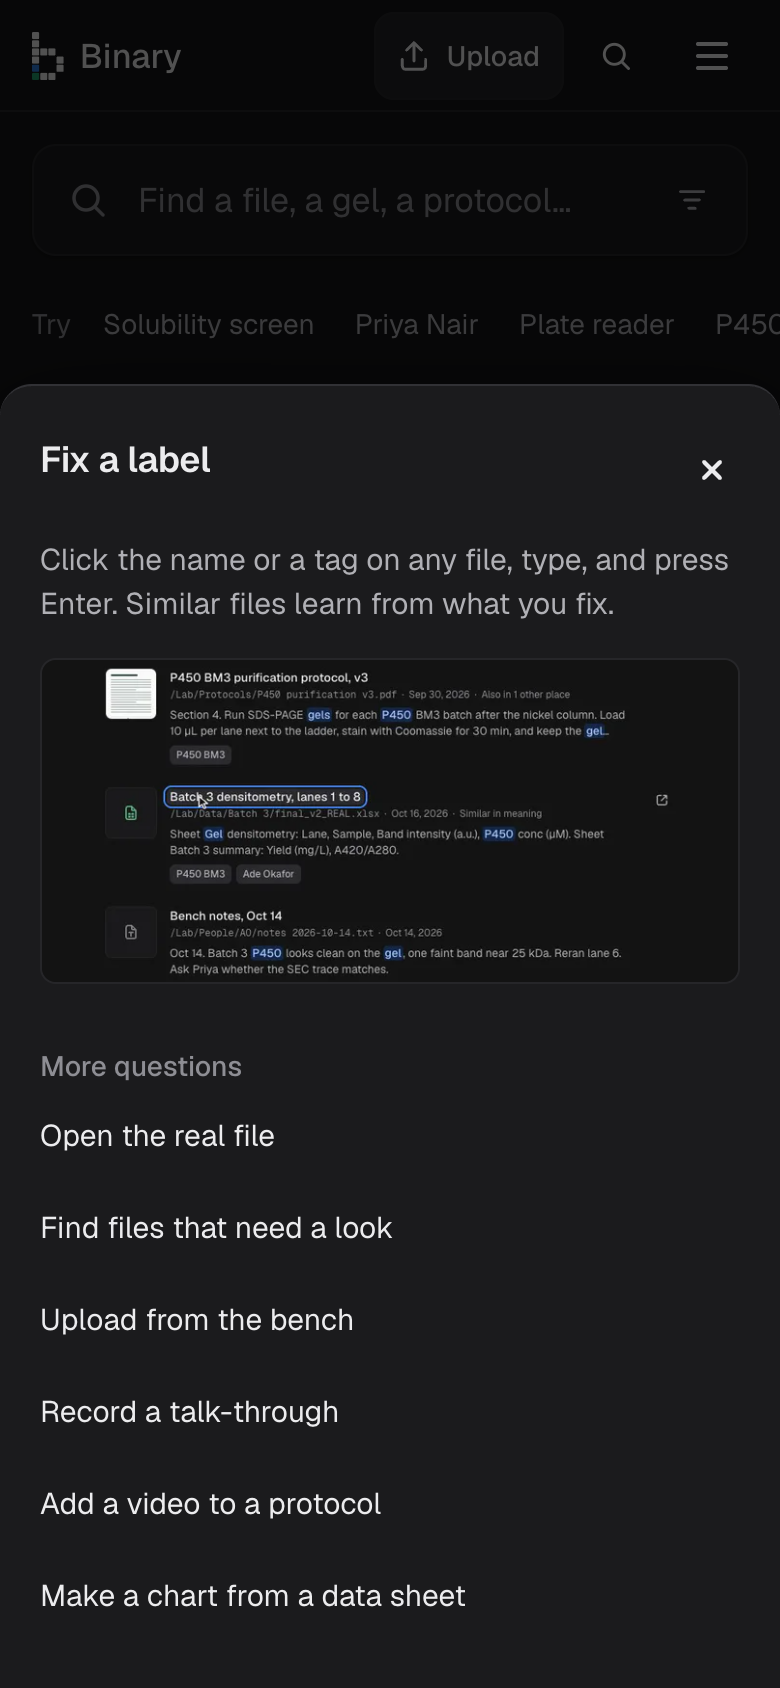 Binary
Upload
Find a file, a gel, a protocol...
Try Solubility screen Priya Nair Plate reader P450
Fix a label
Click the name or a tag on any file, type, and press
Enter. Similar files learn from what you fix.
P450 BM3 purification protocol, v3
/Lab/Protocols/P450 purification v3.pdf · Sep 30, 2026 · Also in 1 other place
Section 4. Run SDS-PAGE gels for each P450 BM3 batch after the nickel column. Load
10 µL per lane next to the ladder, stain with Coomassie for 30 min, and keep the gel…
P450 BM3
Batch 3 densitometry, lanes 1 to 8
/Lab/Data/Batch 3/final_v2_REAL.xlsx · Oct 16, 2026 · Similar in meaning
Sheet Gel densitometry: Lane, Sample, Band intensity (a.u.), P450 conc (µM). Sheet
Batch 3 summary: Yield (mg/L), A420/A280.
P450 BM3 Ade Okafor
Bench notes, Oct 14
/Lab/People/AO/notes 2026-10-14.txt · Oct 14, 2026
Oct 14. Batch 3 P450 looks clean on the gel, one faint band near 25 kDa. Reran lane 6.
Ask Priya whether the SEC trace matches.
More questions
Open the real file
Find files that need a look
Upload from the bench
Record a talk-through
Add a video to a protocol
Make a chart from a data sheet